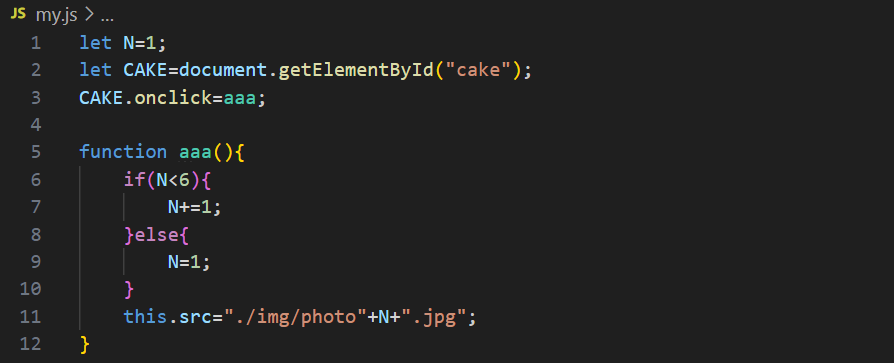 JS my.js > ...
1 let N=1;
2 let CAKE=document.getElementById("cake");
3 CAKE.onclick=aaa;
4
5 function aaa(){
6     if(N<6){
7         N+=1;
8     }else{
9         N=1;
10     }
11     this.src="./img/photo"+N+".jpg";
12 }